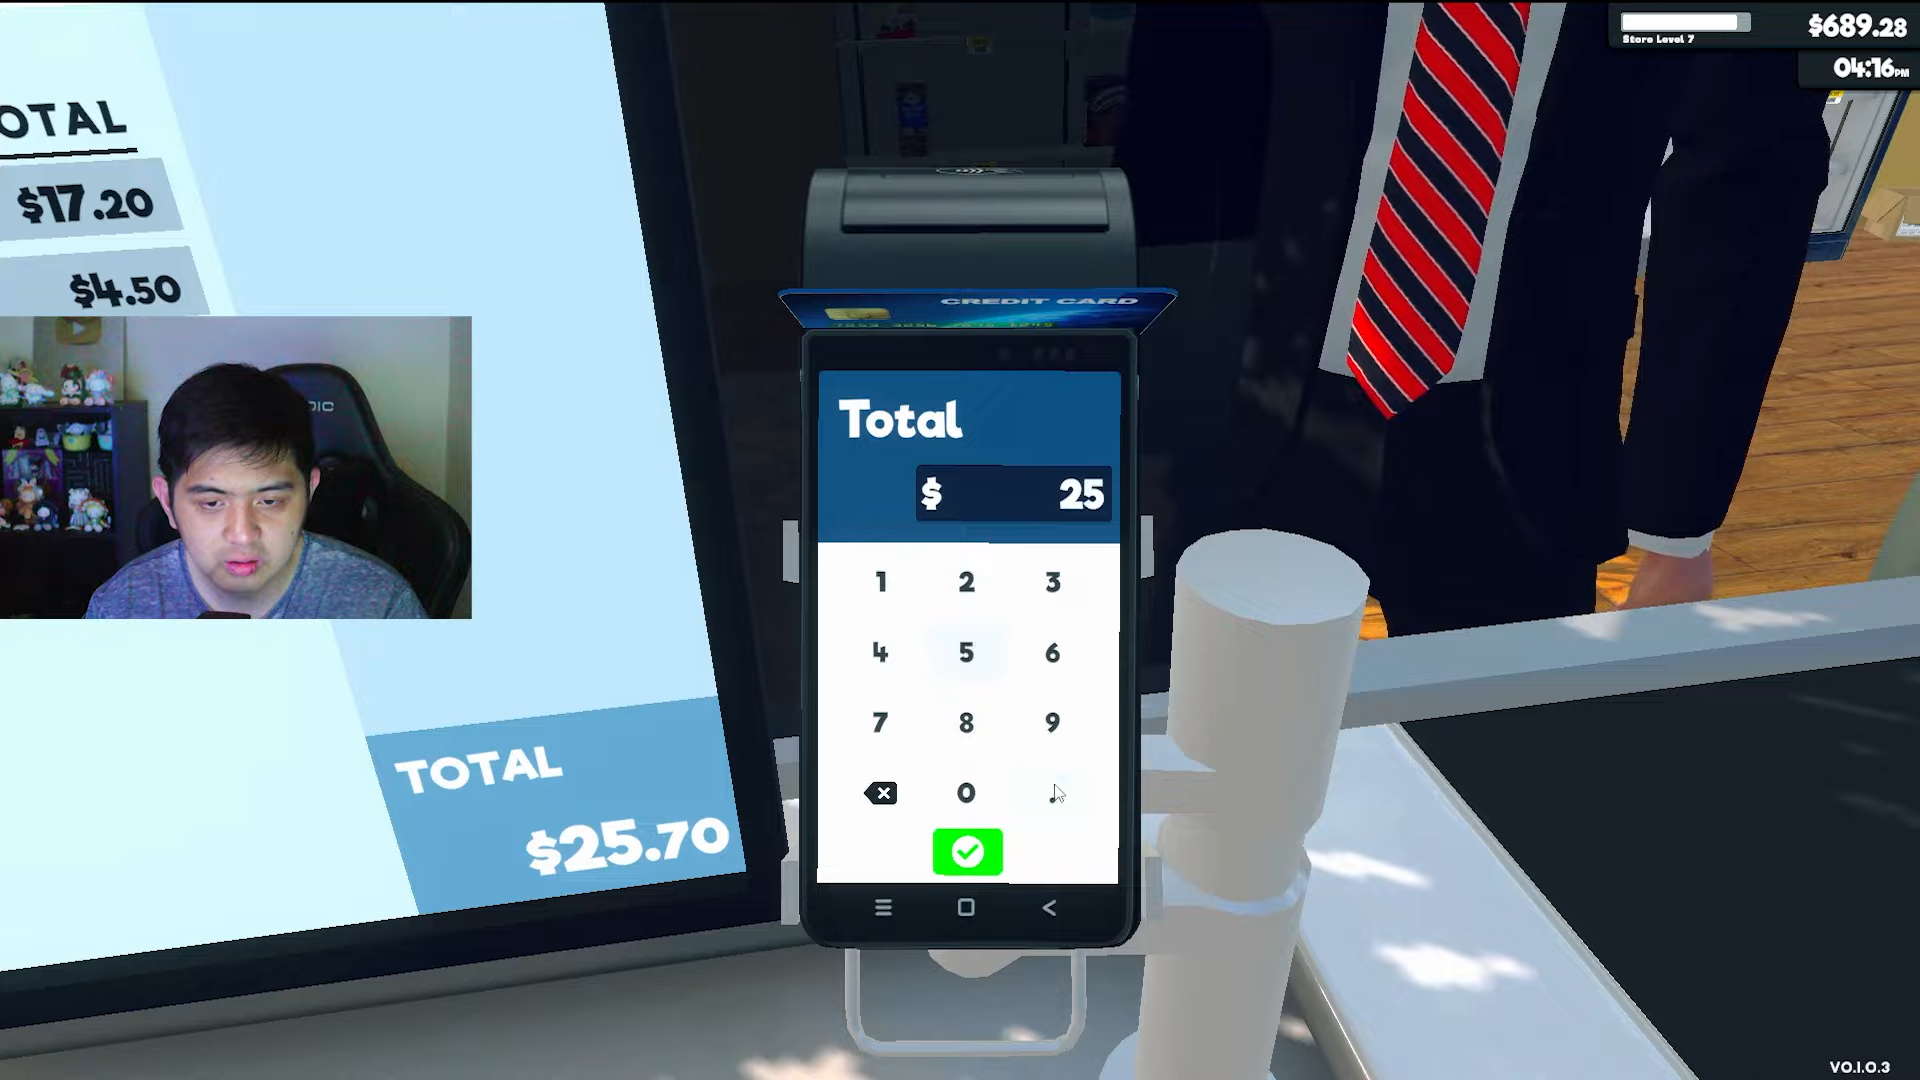 $689.28
Store Level 7
04:16PM
OTAL
$17.20
$4.50
CREDIT CARD
Total
$ 25
1 2 3
4 5 6
7 8 9
0 .
TOTAL
$25.70
V0.1.0.3